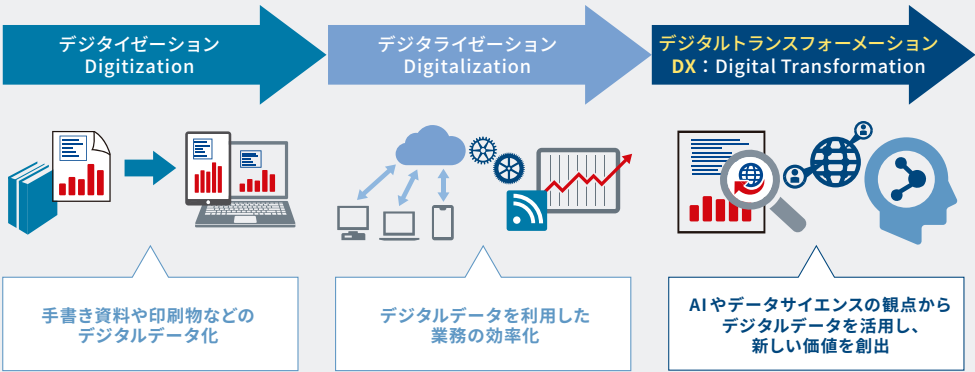 デジタイゼーション
Digitization
デジタライゼーション
Digitalization
デジタルトランスフォーメーション
DX：Digital Transformation
手書き資料や印刷物などの
デジタルデータ化
デジタルデータを利用した
業務の効率化
AIやデータサイエンスの観点から
デジタルデータを活用し、
新しい価値を創出